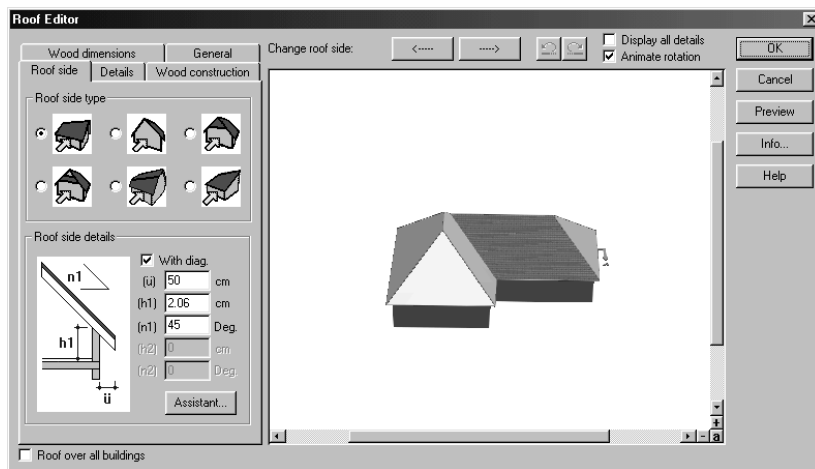 Roof Editor
Wood dimensions
General
Roof side
Details
Wood construction
Change roof side:
<-----
----->
Display all details
Animate rotation
OK
Cancel
Preview
Info...
Help
Roof side type
Roof side details
With diag.
(ü) 50 cm
(h1) 2.06 cm
(n1) 45 Deg.
(h2) 0 cm
(n2) 0 Deg.
n1
h1
ü
Assistant...
+
- a
Roof over all buildings